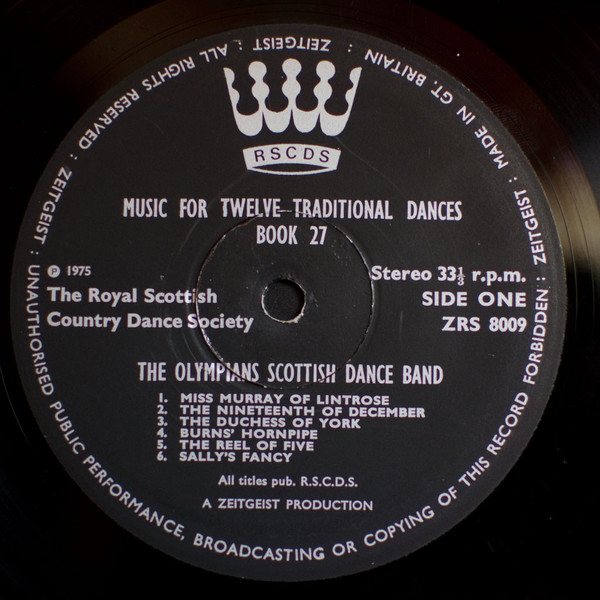 ZEITGEIST : MADE IN GT. BRITAIN : ZEITGEIST : UNAUTHORISED PUBLIC PERFORMANCE, BROADCASTING OR COPYING OF THIS RECORD FORBIDDEN : ZEITGEIST : ALL RIGHTS RESERVED : ZEITGEIST :
RSCDS
MUSIC FOR TWELVE TRADITIONAL DANCES
BOOK 27
℗ 1975
The Royal Scottish
Country Dance Society
Stereo 33⅓ r.p.m.
SIDE ONE
ZRS 8009
THE OLYMPIANS SCOTTISH DANCE BAND
1. MISS MURRAY OF LINTROSE
2. THE NINETEENTH OF DECEMBER
3. THE DUCHESS OF YORK
4. BURNS' HORNPIPE
5. THE REEL OF FIVE
6. SALLY'S FANCY
All titles pub. R.S.C.D.S.
A ZEITGEIST PRODUCTION